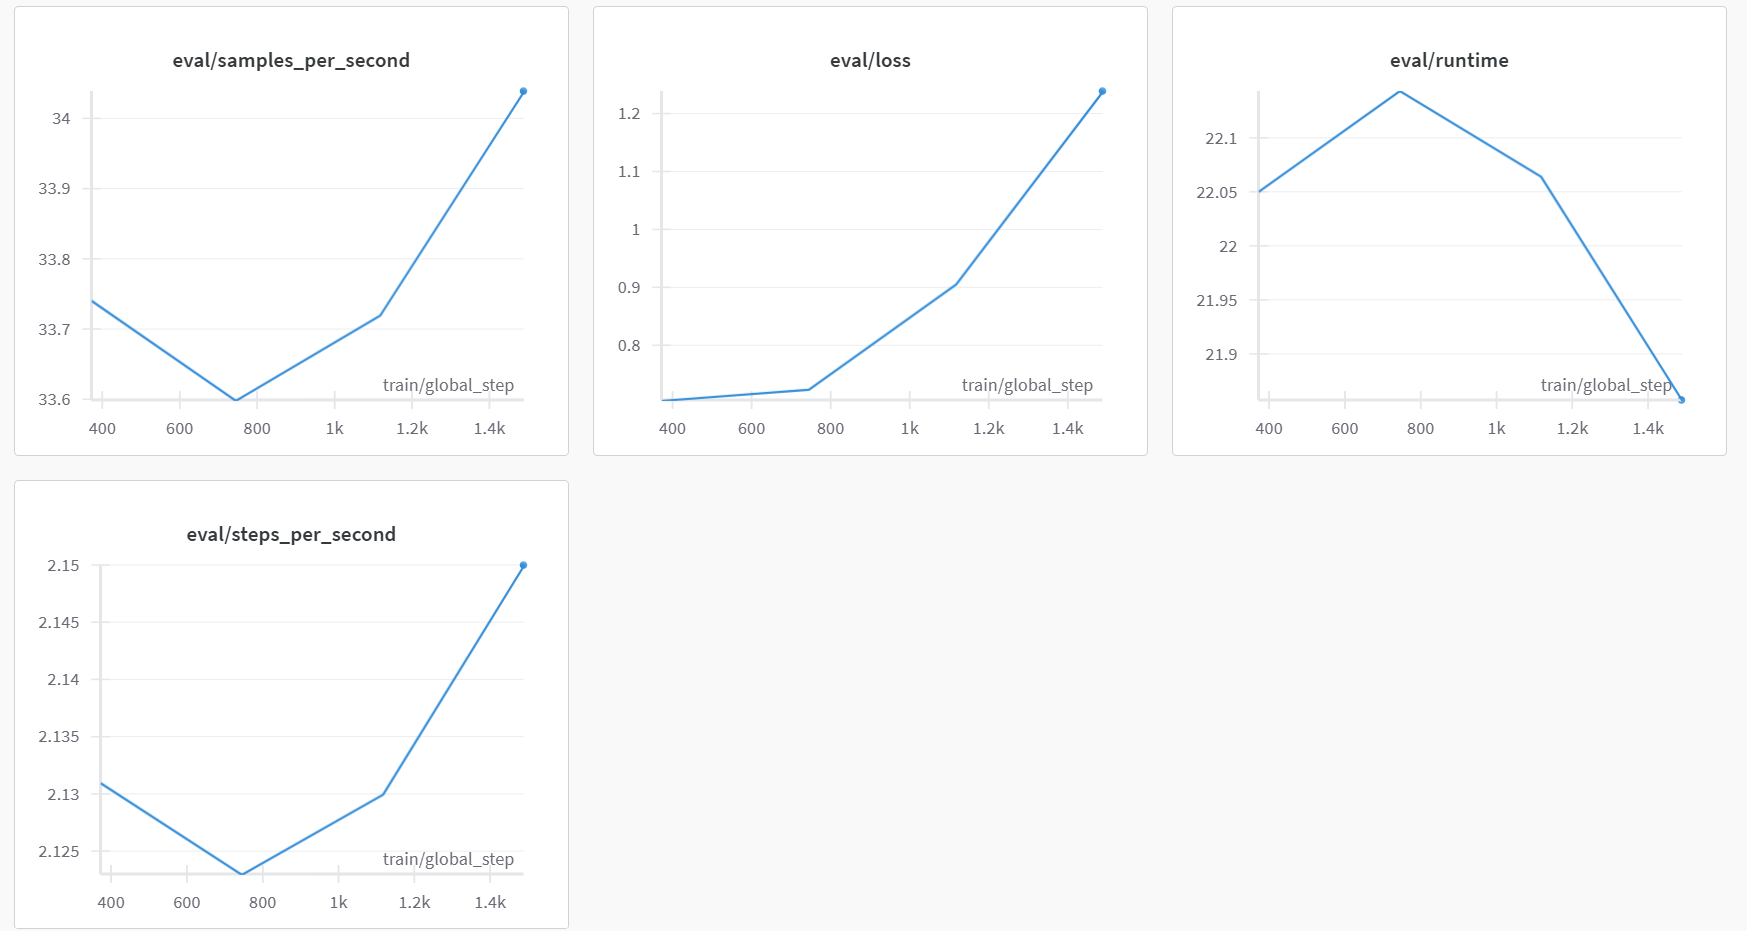 eval/samples_per_second
34
33.9
33.8
33.7
33.6
train/global_step
400 600 800 1k 1.2k 1.4k
eval/loss
1.2
1.1
1
0.9
0.8
train/global_step
400 600 800 1k 1.2k 1.4k
eval/runtime
22.1
22.05
22
21.95
21.9
train/global_step
400 600 800 1k 1.2k 1.4k
eval/steps_per_second
2.15
2.145
2.14
2.135
2.13
2.125
train/global_step
400 600 800 1k 1.2k 1.4k